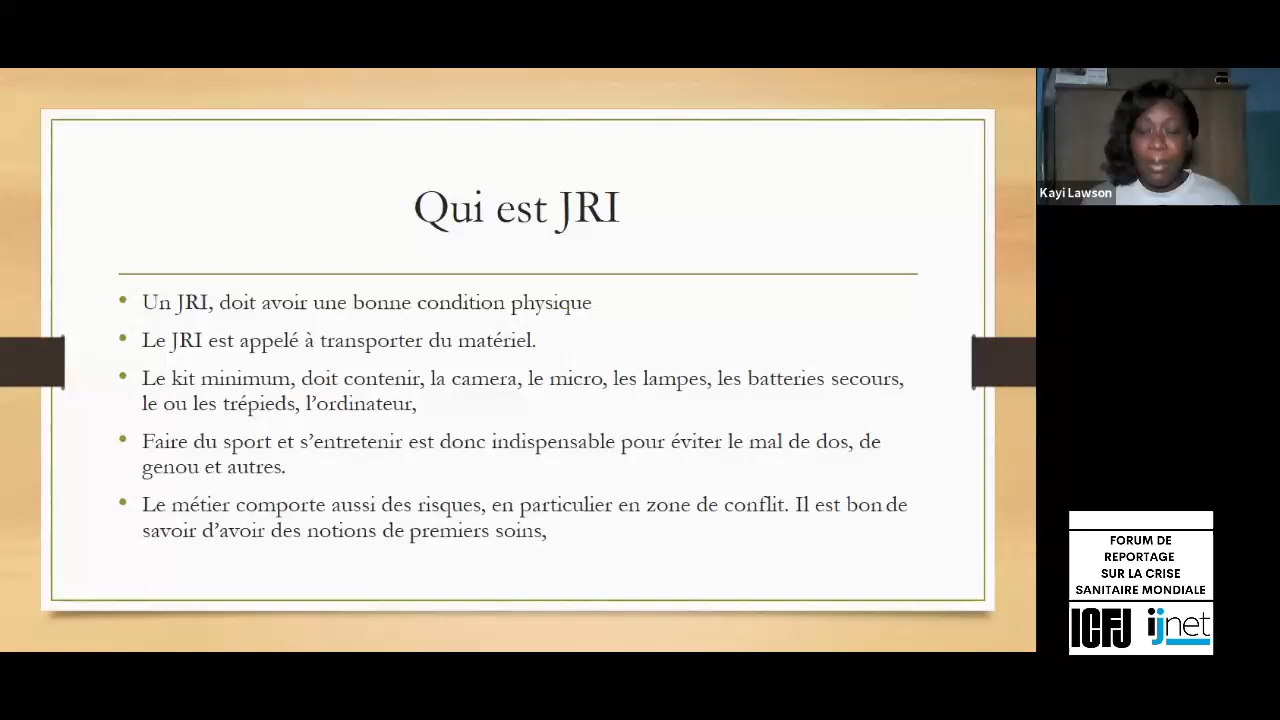 Qui est JRI
Un JRI, doit avoir une bonne condition physique
Le JRI est appelé à transporter du matériel.
Le kit minimum, doit contenir, la camera, le micro, les lampes, les batteries secours,
le ou les trépieds, l’ordinateur,
Faire du sport et s’entretenir est donc indispensable pour éviter le mal de dos, de
genou et autres.
Le métier comporte aussi des risques, en particulier en zone de conflit. Il est bon de
savoir d’avoir des notions de premiers soins,
Kayi Lawson
FORUM DE
REPORTAGE
SUR LA CRISE
SANITAIRE MONDIALE
ICFJ ijnet